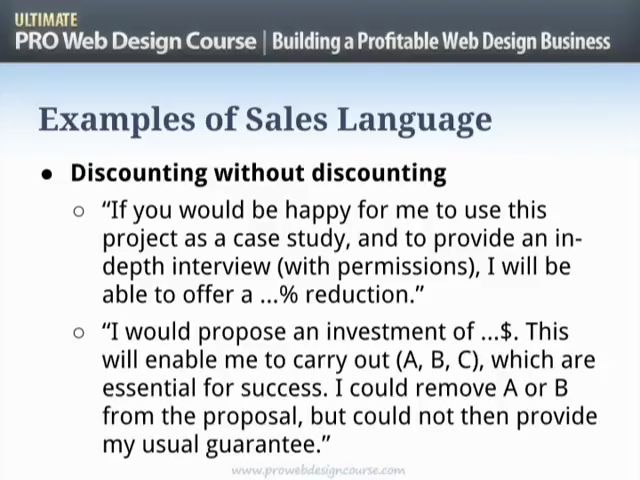 ULTIMATE
PRO Web Design Course | Building a Profitable Web Design Business
Examples of Sales Language
● Discounting without discounting
○ “If you would be happy for me to use this
project as a case study, and to provide an in-
depth interview (with permissions), I will be
able to offer a ...% reduction.”
○ “I would propose an investment of ...$. This
will enable me to carry out (A, B, C), which are
essential for success. I could remove A or B
from the proposal, but could not then provide
my usual guarantee.”
www.prowebdesigncourse.com